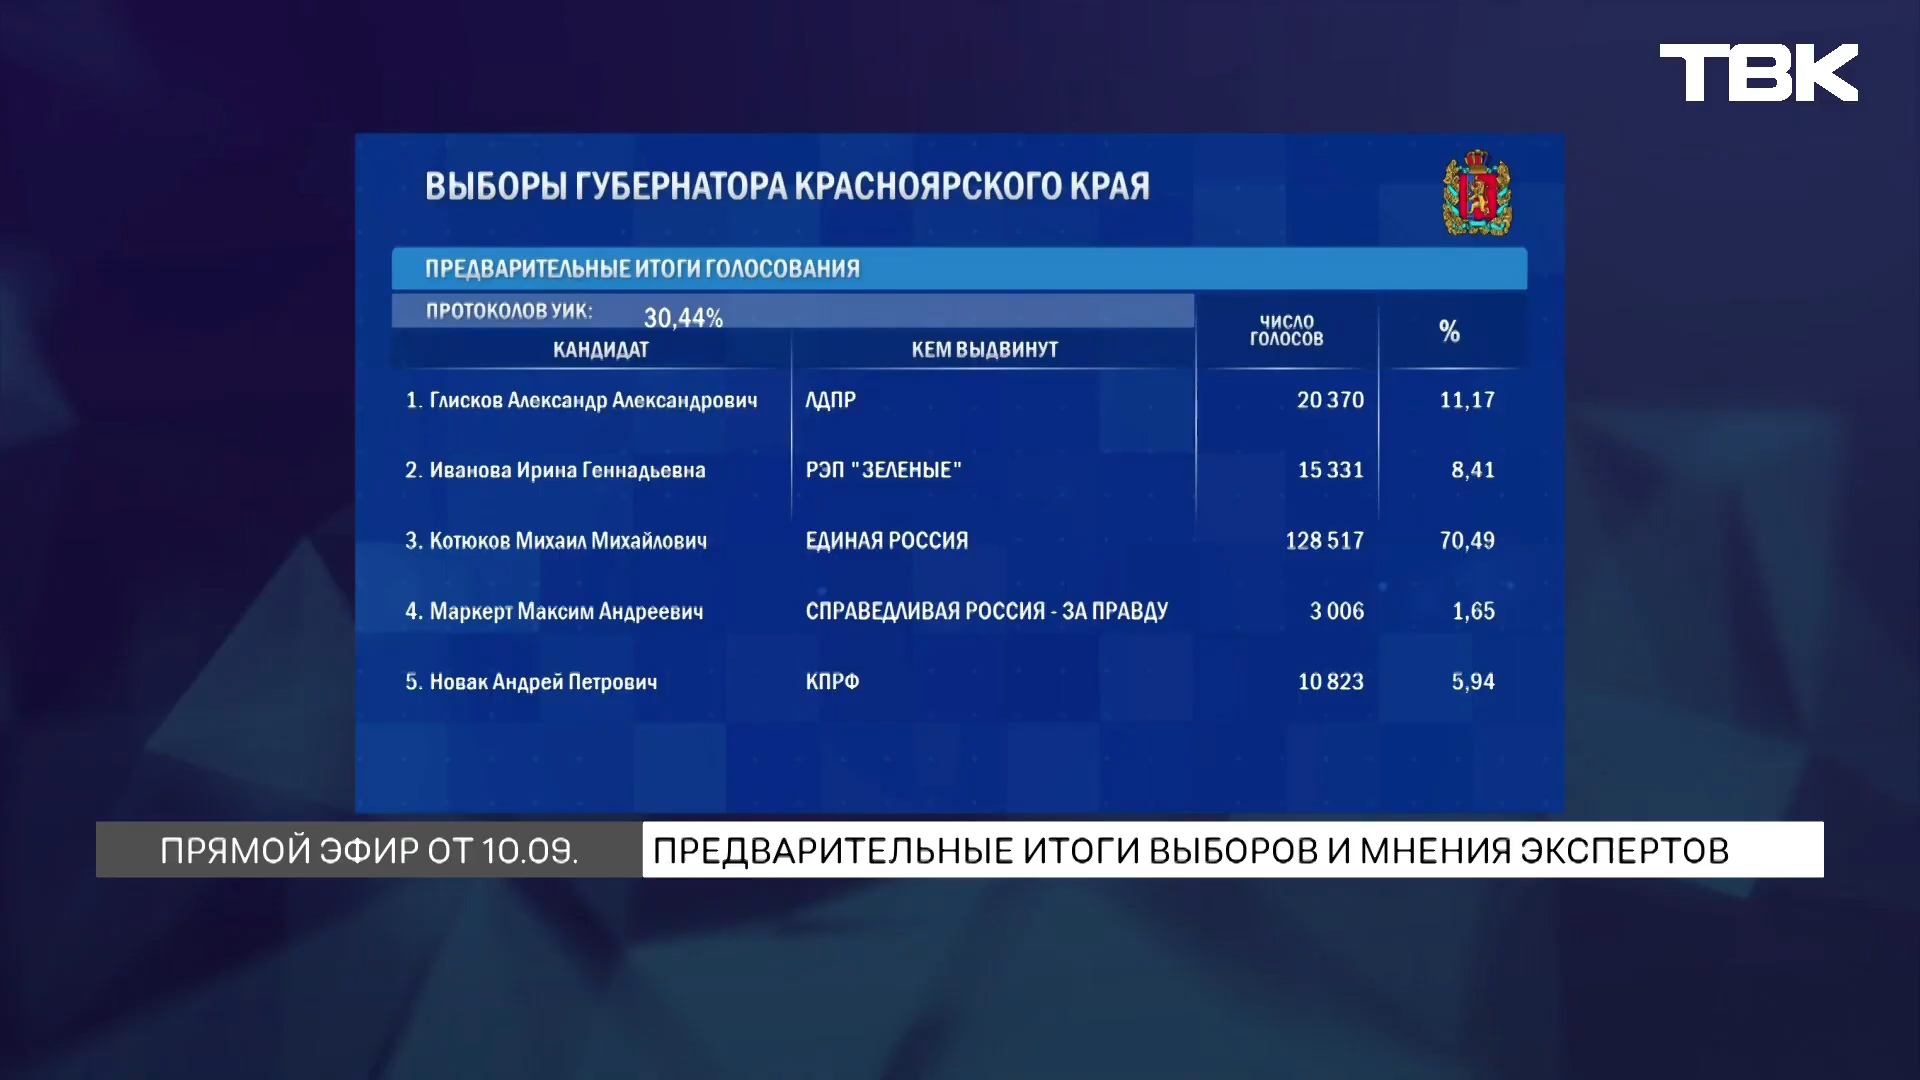 ТВК
ВЫБОРЫ ГУБЕРНАТОРА КРАСНОЯРСКОГО КРАЯ
ПРЕДВАРИТЕЛЬНЫЕ ИТОГИ ГОЛОСОВАНИЯ
ПРОТОКОЛОВ УИК: 30,44%
КАНДИДАТ КЕМ ВЫДВИНУТ ЧИСЛО
ГОЛОСОВ %
1. Глисков Александр Александрович ЛДПР 20 370 11,17
2. Иванова Ирина Геннадьевна РЭП "ЗЕЛЕНЫЕ" 15 331 8,41
3. Котюков Михаил Михайлович ЕДИНАЯ РОССИЯ 128 517 70,49
4. Маркерт Максим Андреевич СПРАВЕДЛИВАЯ РОССИЯ - ЗА ПРАВДУ 3 006 1,65
5. Новак Андрей Петрович КПРФ 10 823 5,94
ПРЯМОЙ ЭФИР ОТ 10.09. ПРЕДВАРИТЕЛЬНЫЕ ИТОГИ ВЫБОРОВ И МНЕНИЯ ЭКСПЕРТОВ